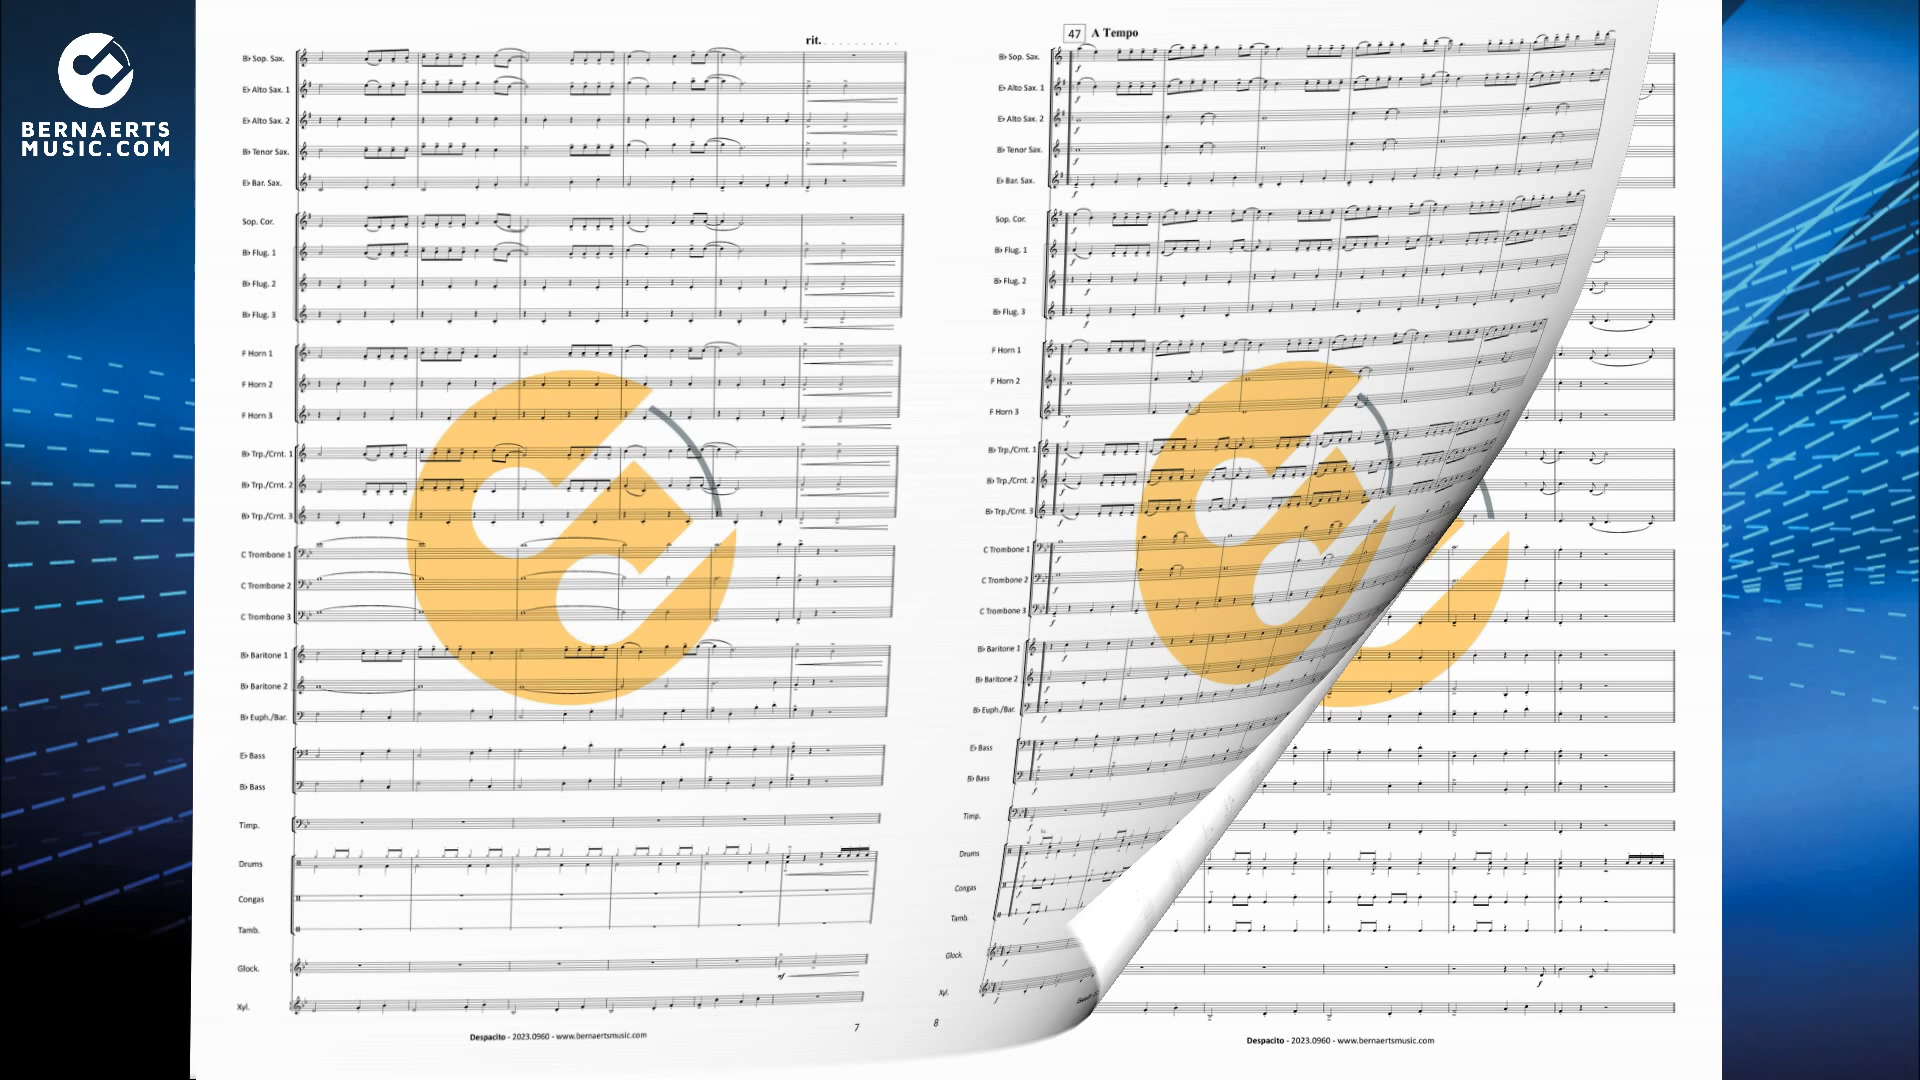 BERNAERTS
MUSIC.COM
rit.
B♭ Sop. Sax.
E♭ Alto Sax. 1
E♭ Alto Sax. 2
B♭ Tenor Sax.
E♭ Bar. Sax.
Sop. Cor.
B♭ Flug. 1
B♭ Flug. 2
B♭ Flug. 3
F Horn 1
F Horn 2
F Horn 3
B♭ Trp./Crnt. 1
B♭ Trp./Crnt. 2
B♭ Trp./Crnt. 3
C Trombone 1
C Trombone 2
C Trombone 3
B♭ Baritone 1
B♭ Baritone 2
B♭ Euph./Bar.
E♭ Bass
B♭ Bass
Timp.
Drums
Congas
Tamb.
Glock.
mf
Xyl.
7
Despacito - 2023.0960 - www.bernaertsmusic.com
47 A Tempo
B♭ Sop. Sax.
E♭ Alto Sax. 1
E♭ Alto Sax. 2
B♭ Tenor Sax.
E♭ Bar. Sax.
Sop. Cor.
B♭ Flug. 1
B♭ Flug. 2
B♭ Flug. 3
F Horn 1
F Horn 2
F Horn 3
B♭ Trp./Crnt. 1
B♭ Trp./Crnt. 2
B♭ Trp./Crnt. 3
C Trombone 1
C Trombone 2
C Trombone 3
B♭ Baritone 1
B♭ Baritone 2
B♭ Euph./Bar.
E♭ Bass
B♭ Bass
Timp.
Drums
Congas
Tamb.
Glock.
Xyl.
8
Despacito - 2023.0960 - www.bernaertsmusic.com